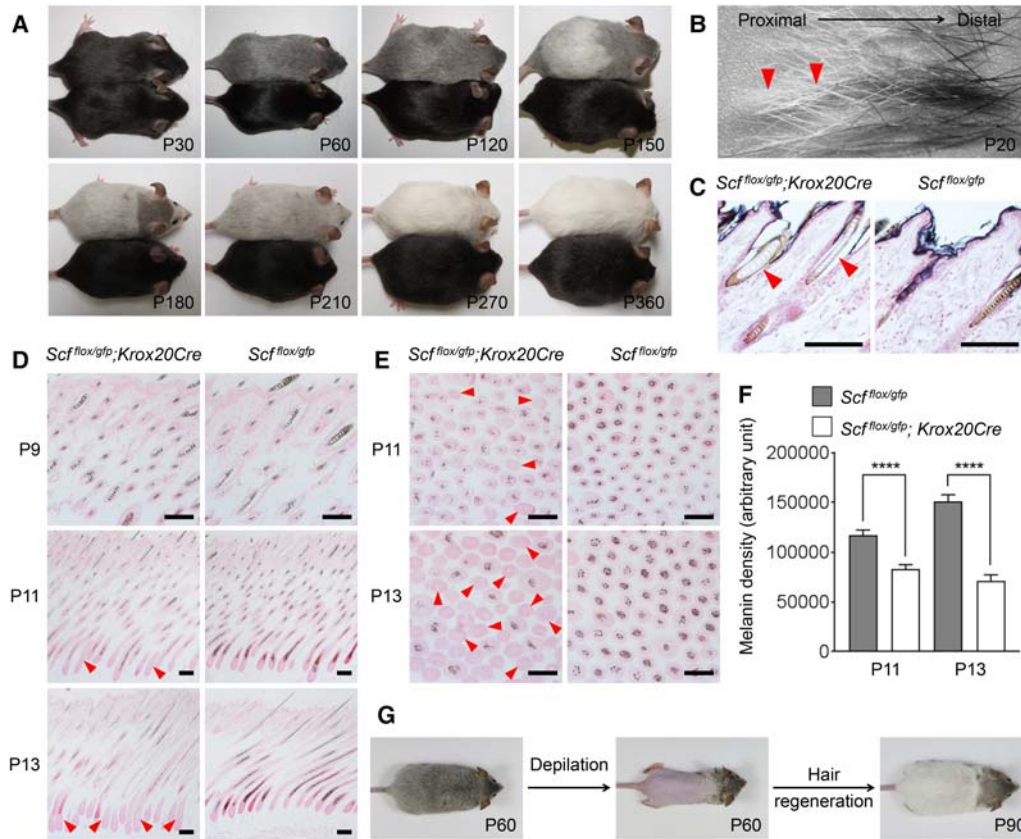 A
P30
P60
P120
P150
P180
P210
P270
P360
B
Proximal
Distal
P20
C
Scf flox/gfp;Krox20Cre
Scf flox/gfp
D
Scf flox/gfp;Krox20Cre
Scf flox/gfp
P9
P11
P13
E
Scf flox/gfp;Krox20Cre
Scf flox/gfp
P11
P13
F
Scf flox/gfp
Scf flox/gfp; Krox20Cre
Melanin density (arbitrary unit)
200000
150000
100000
50000
0
****
****
P11
P13
G
P60
Depilation
P60
Hair
regeneration
P90